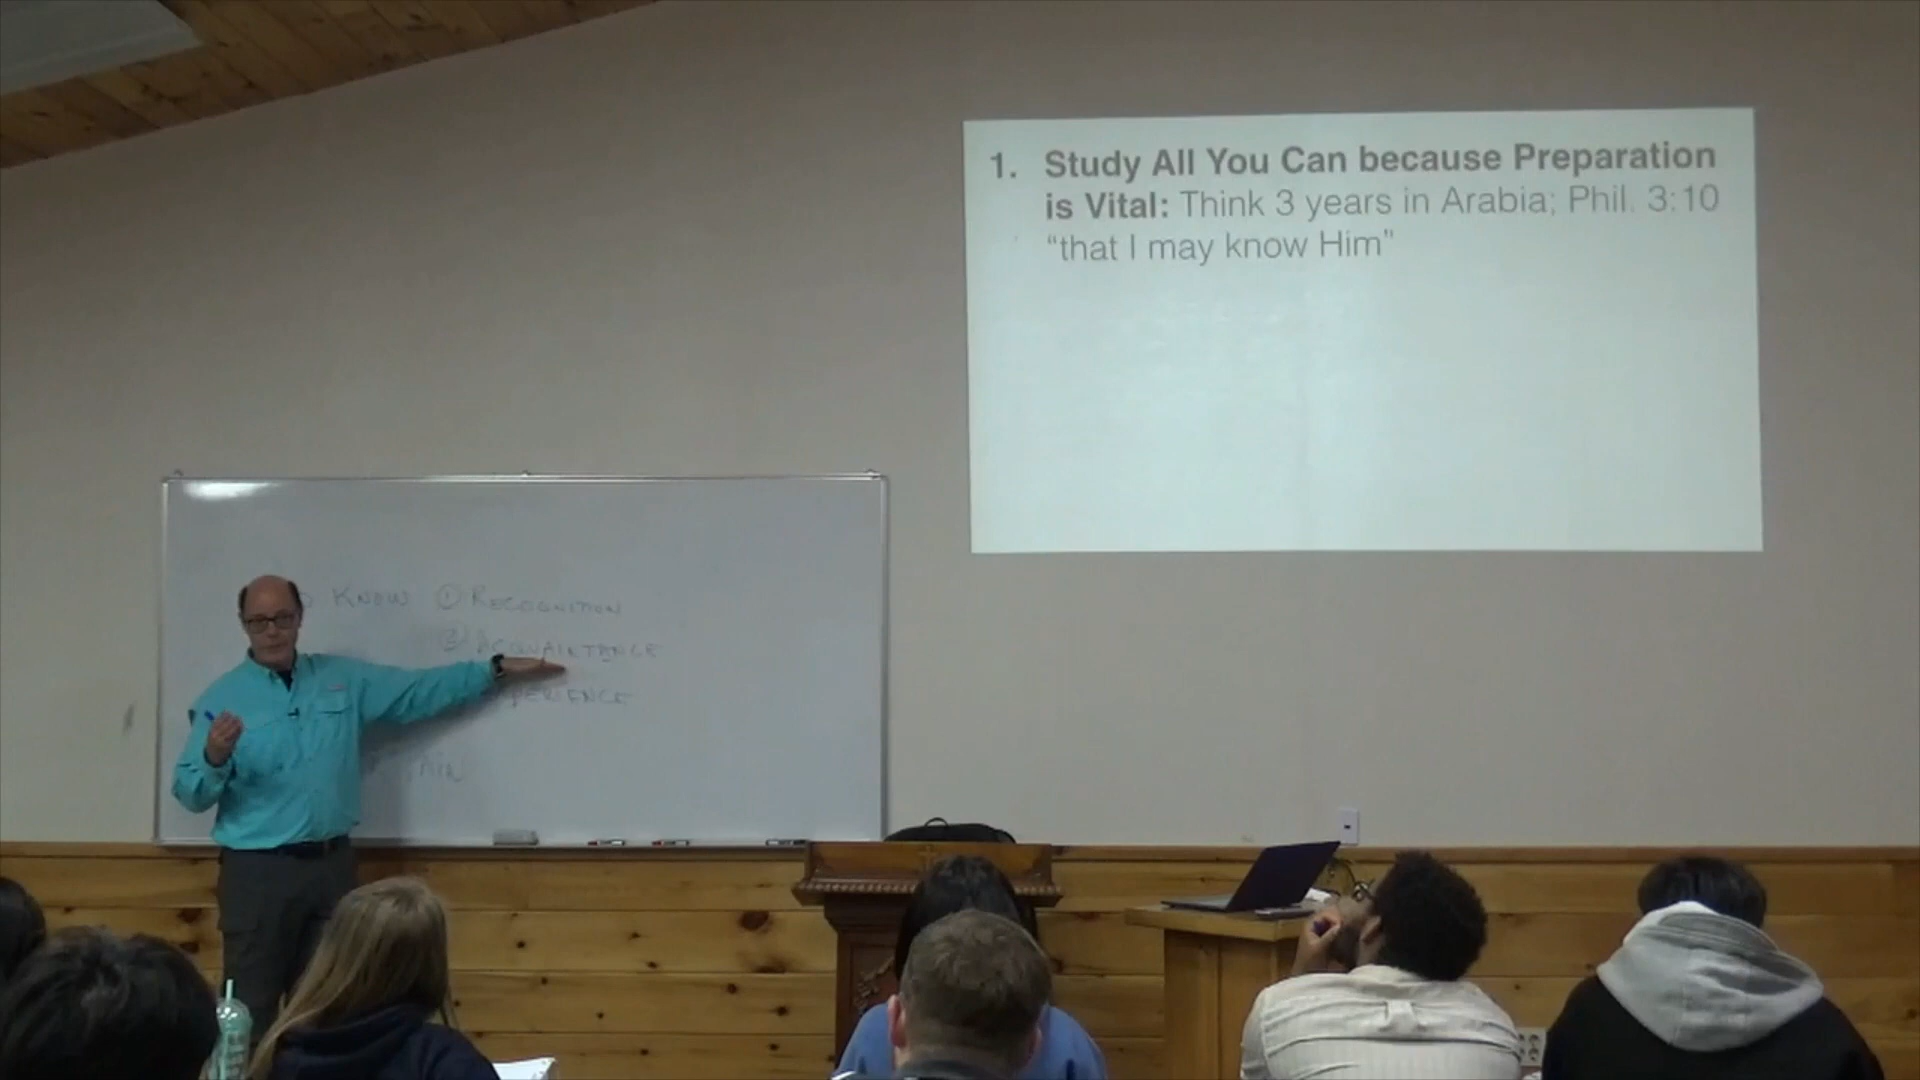 1. Study All You Can because Preparation
is Vital: Think 3 years in Arabia; Phil. 3:10
“that I may know Him”
KNOW ① RECOGNITION
②
AIR